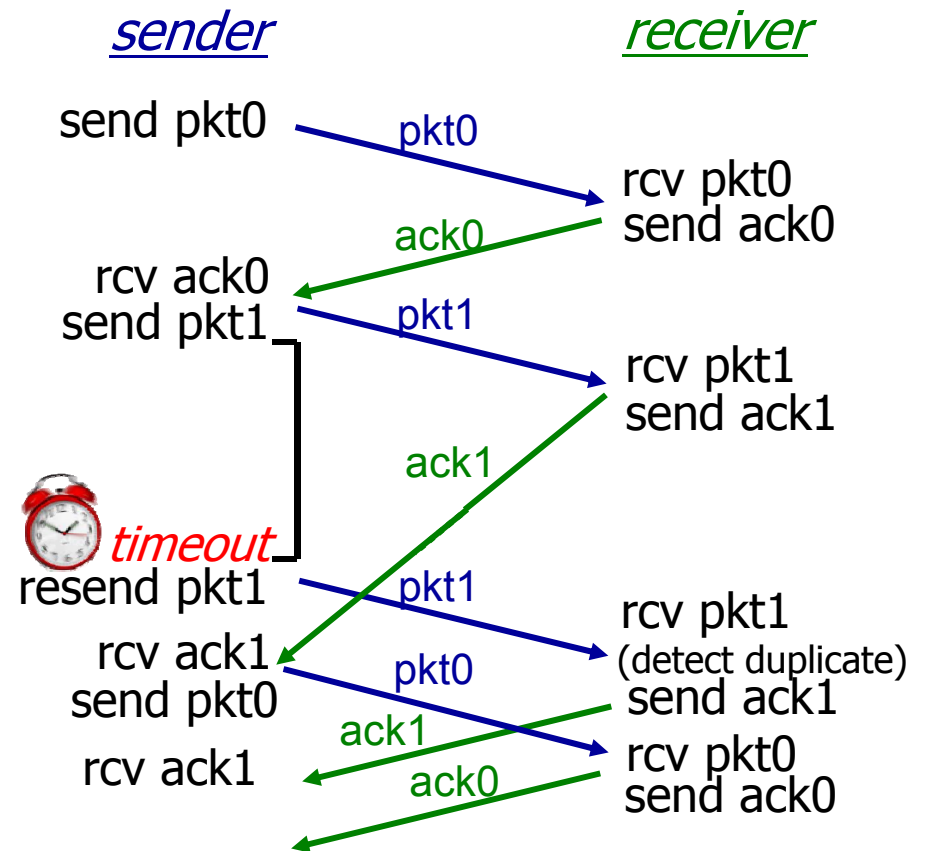 sender
receiver
send pkt0
pkt0
rcv pkt0
send ack0
ack0
rcv ack0
send pkt1
pkt1
rcv pkt1
send ack1
ack1
timeout
resend pkt1
pkt1
rcv pkt1
(detect duplicate)
send ack1
rcv ack1
send pkt0
pkt0
ack1
rcv ack1
rcv pkt0
send ack0
ack0